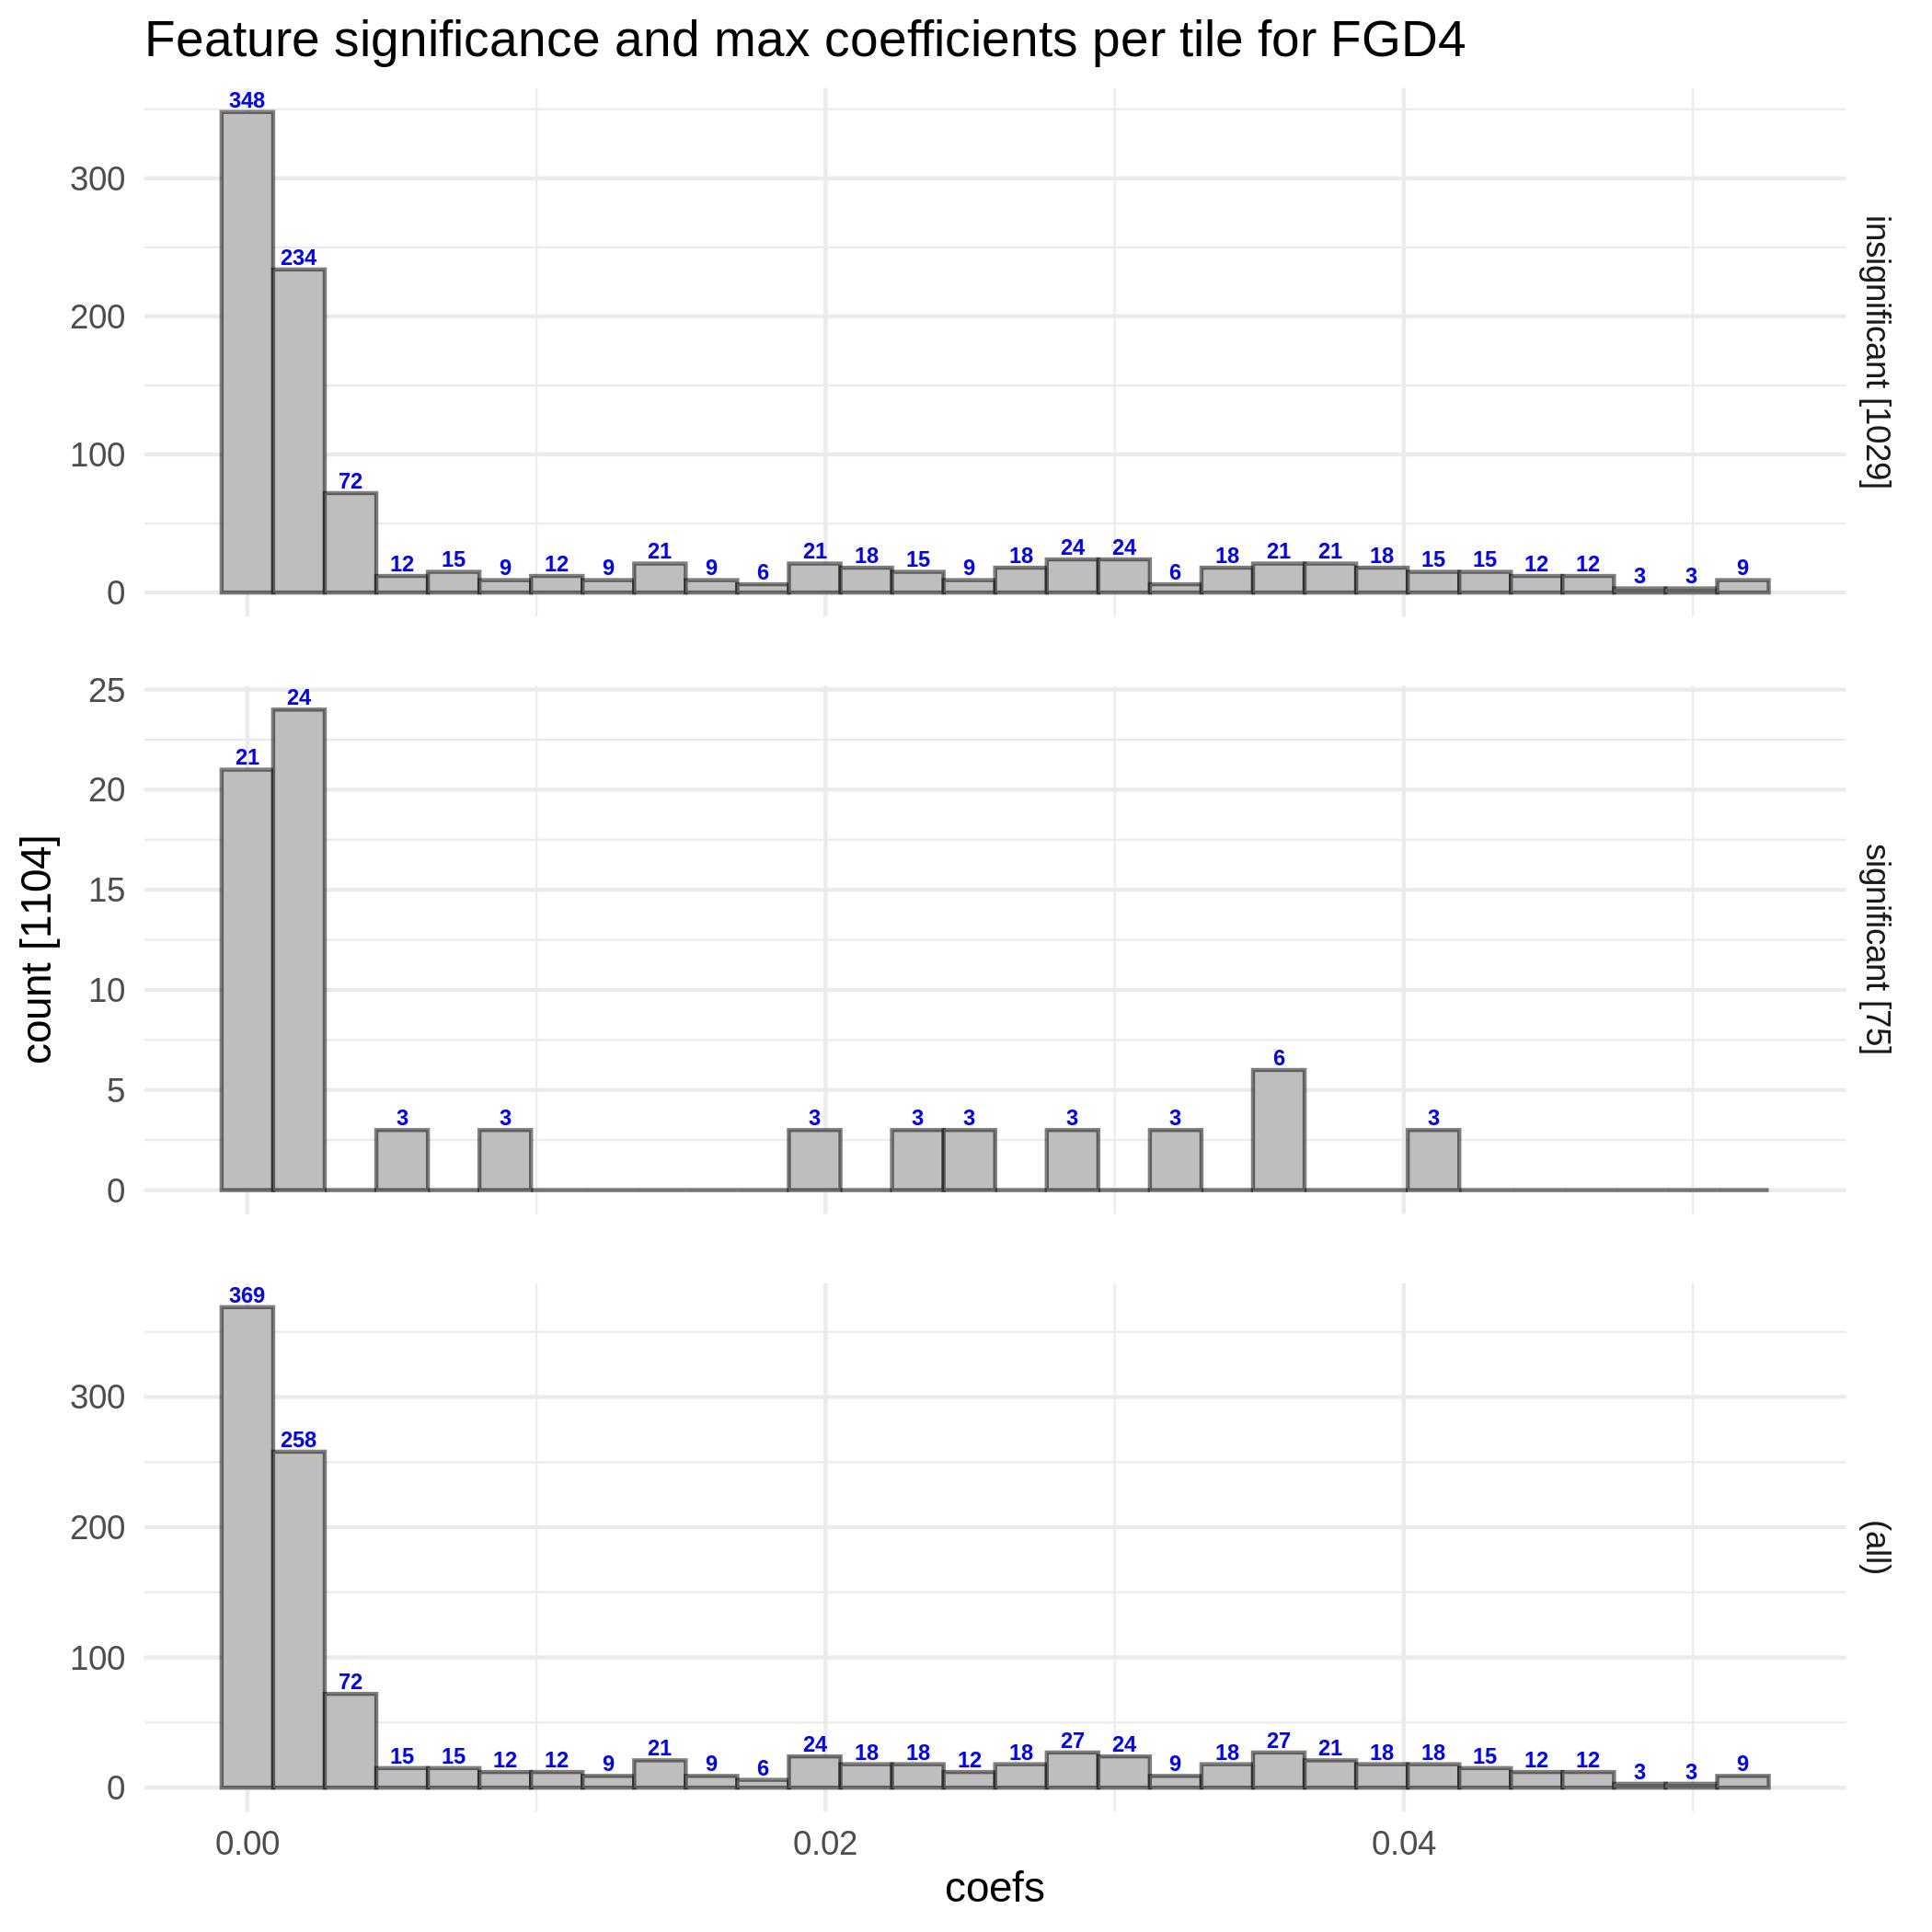 Feature significance and max coefficients per tile for FGD4
348
234
72
12 15 9 12 9 21 9 6 21 18 15 9 18 24 24 6 18 21 21 18 15 15 12 12 3 3 9
300
200
100
0
insignificant [1029]
21 24 3 3 3 3 3 3 3 6 3
25
20
15
10
5
0
significant [75]
count [1104]
369
258
72
15 15 12 12 9 21 9 6 24 18 18 12 18 27 24 9 18 27 21 18 18 15 12 12 3 3 9
300
200
100
0
(all)
0.00 0.02 0.04
coefs